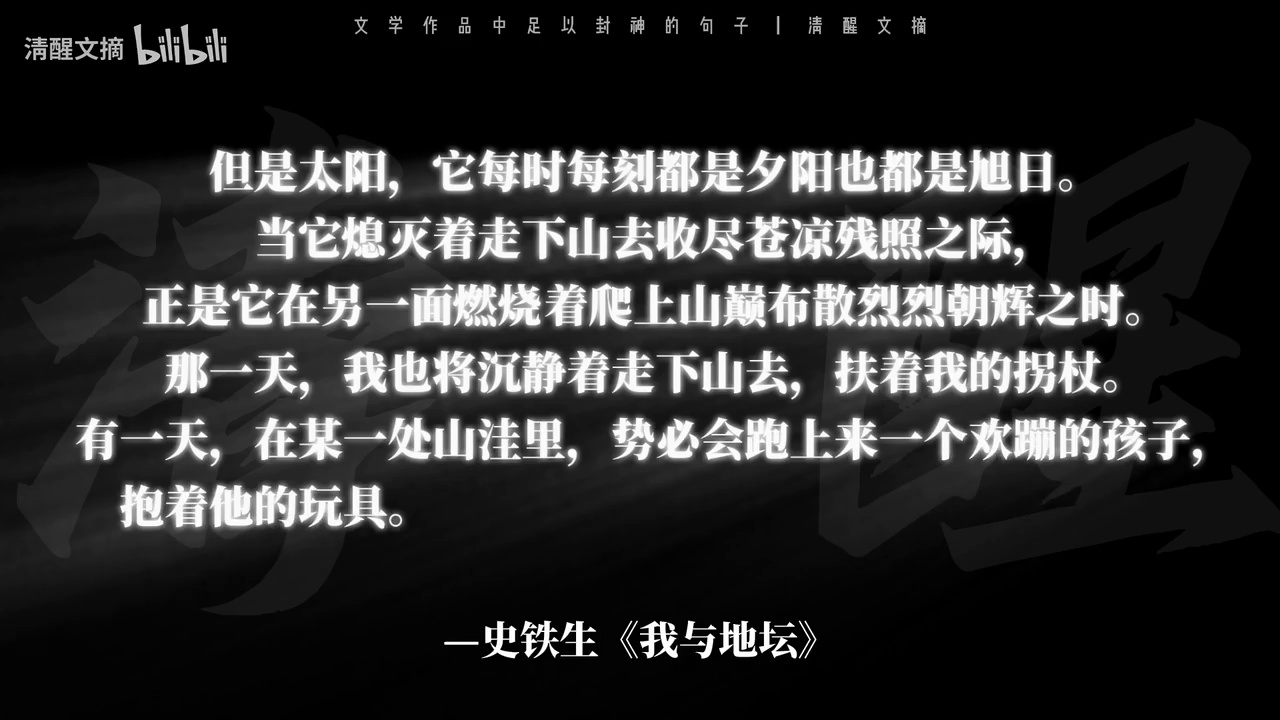 文学作品中足以封神的句子 | 清醒文摘
清醒文摘 bilibili
但是太阳，它每时每刻都是夕阳也都是旭日。
当它熄灭着走下山去收尽苍凉残照之际，
正是它在另一面燃烧着爬上山巅布散烈烈朝辉之时。
那一天，我也将沉静着走下山去，扶着我的拐杖。
有一天，在某一处山洼里，势必会跑上来一个欢蹦的孩子，
抱着他的玩具。
—史铁生《我与地坛》
清醒